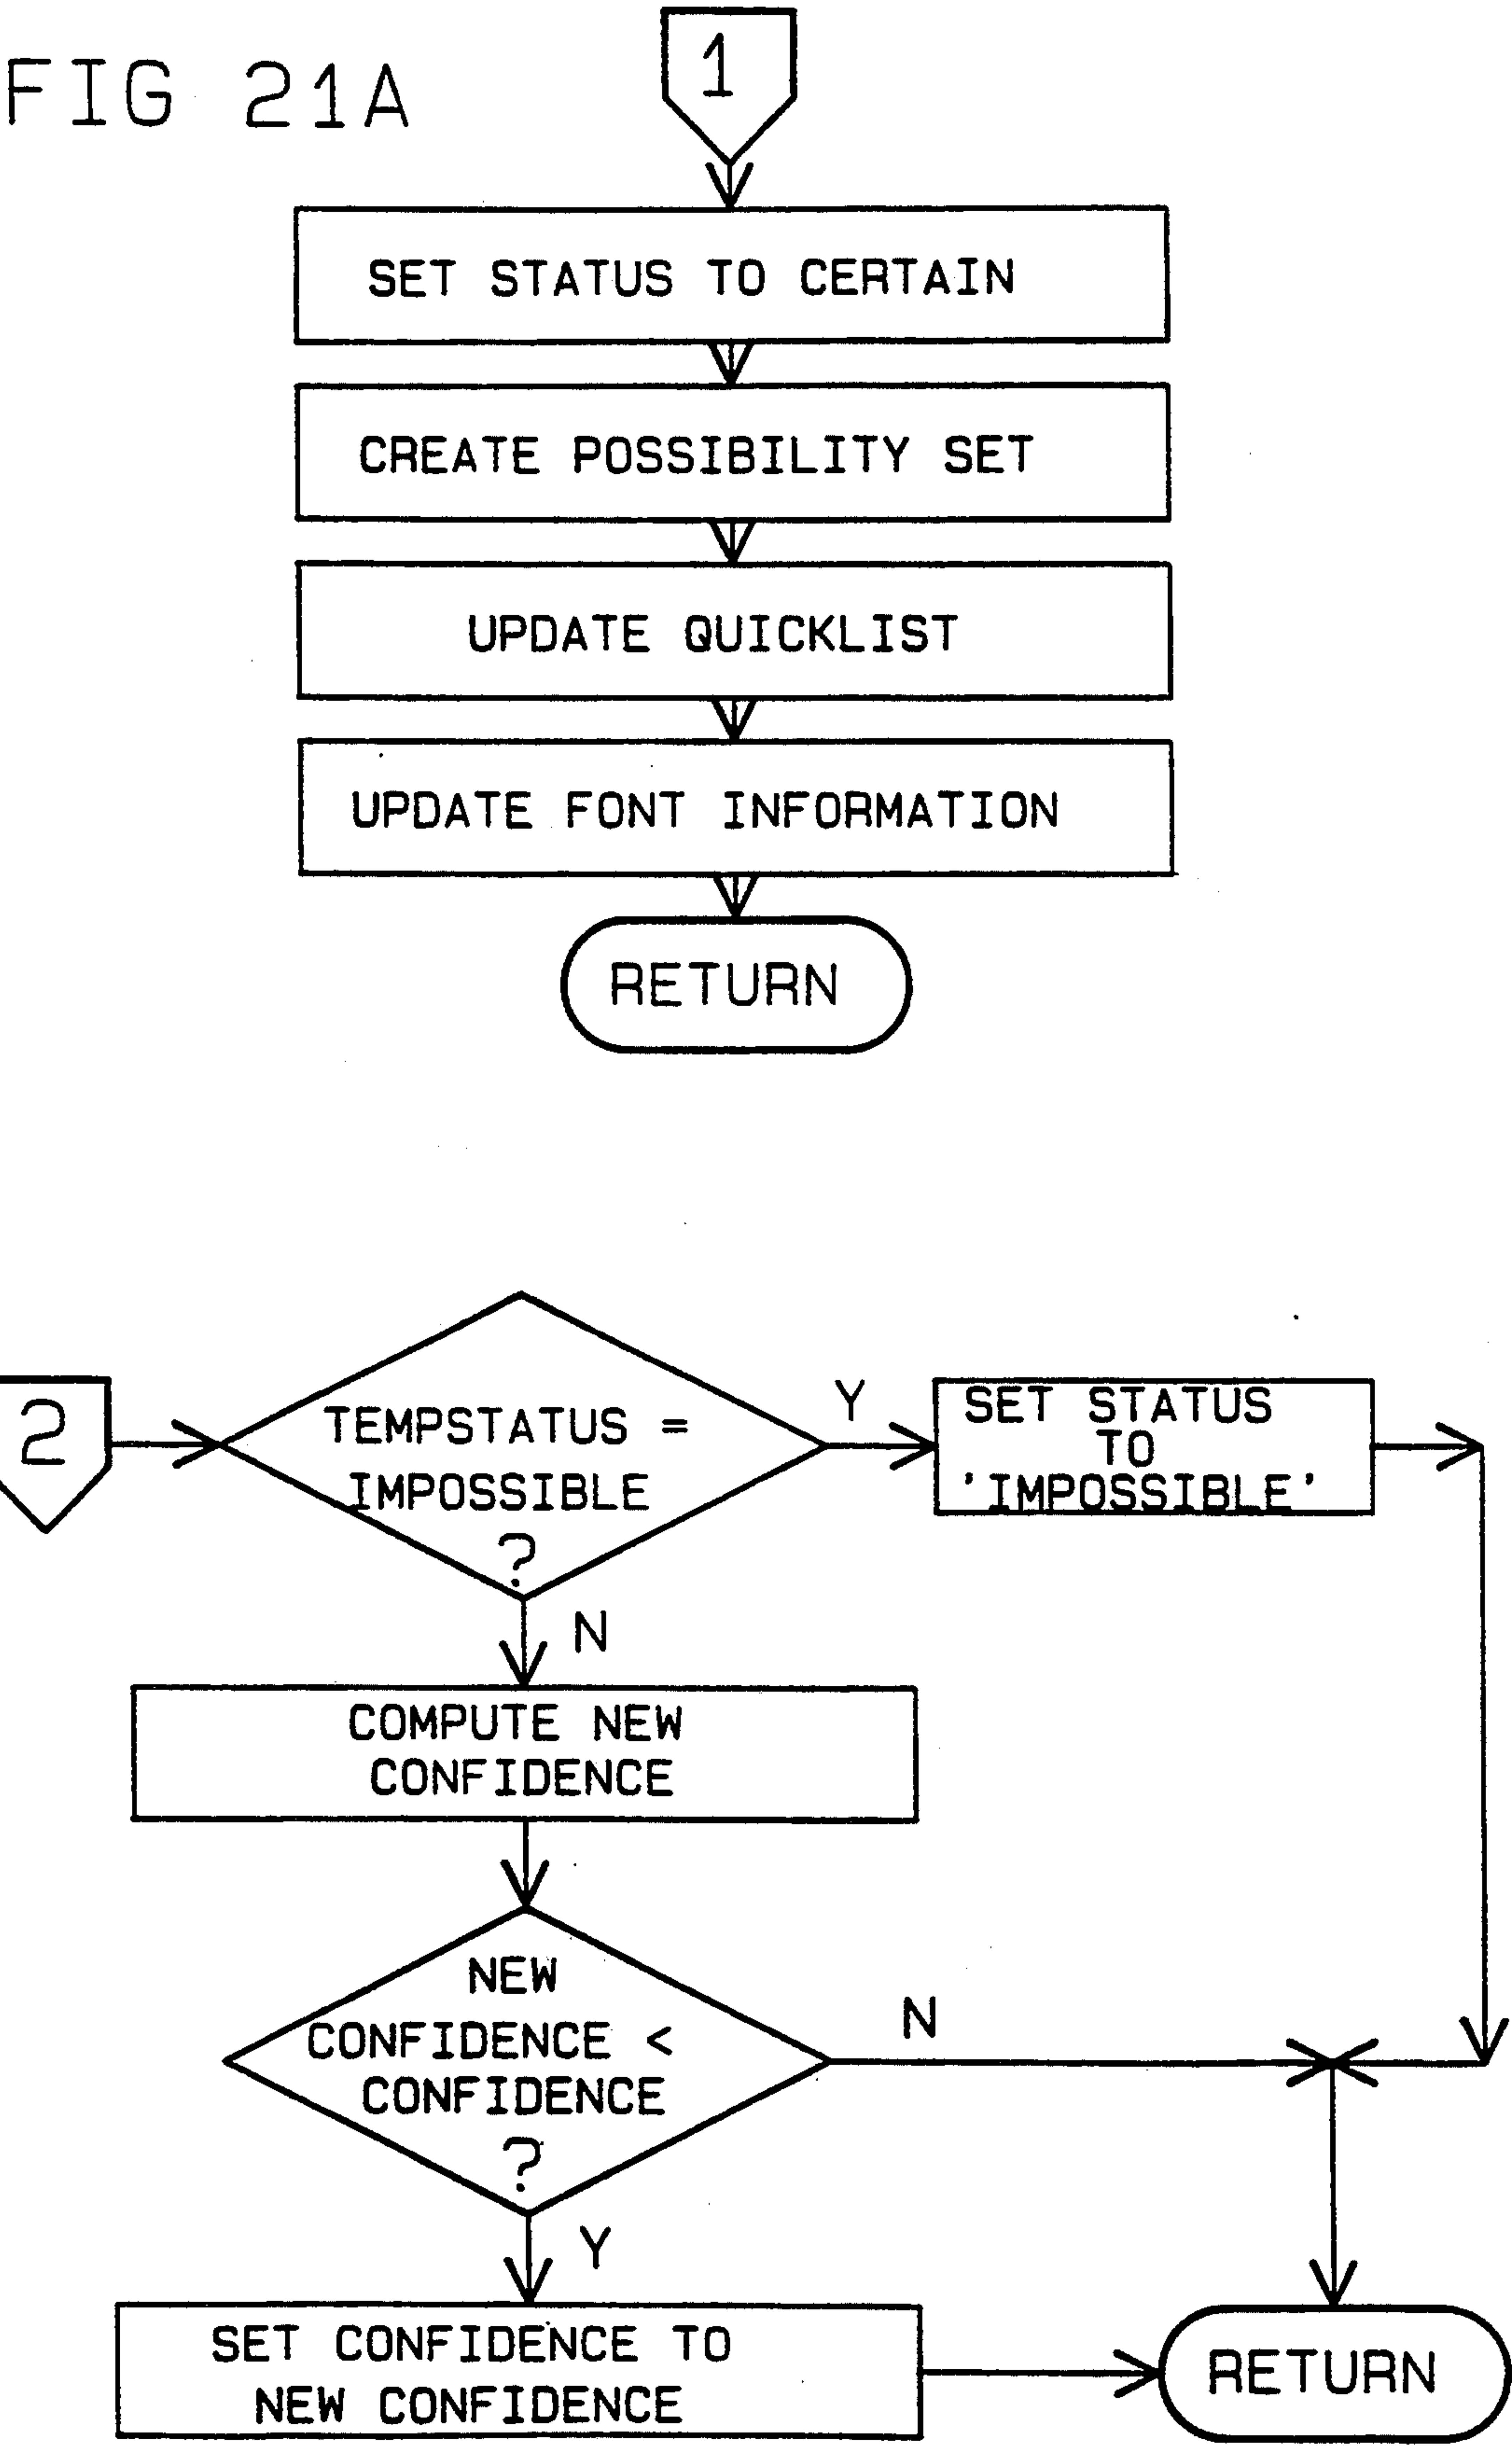 FIG 21A
1
SET STATUS TO CERTAIN
CREATE POSSIBILITY SET
UPDATE QUICKLIST
UPDATE FONT INFORMATION
RETURN
2
TEMPSTATUS =
IMPOSSIBLE
?
Y
SET STATUS
TO
'IMPOSSIBLE'
N
COMPUTE NEW
CONFIDENCE
NEW
CONFIDENCE <
CONFIDENCE
?
N
Y
SET CONFIDENCE TO
NEW CONFIDENCE
RETURN